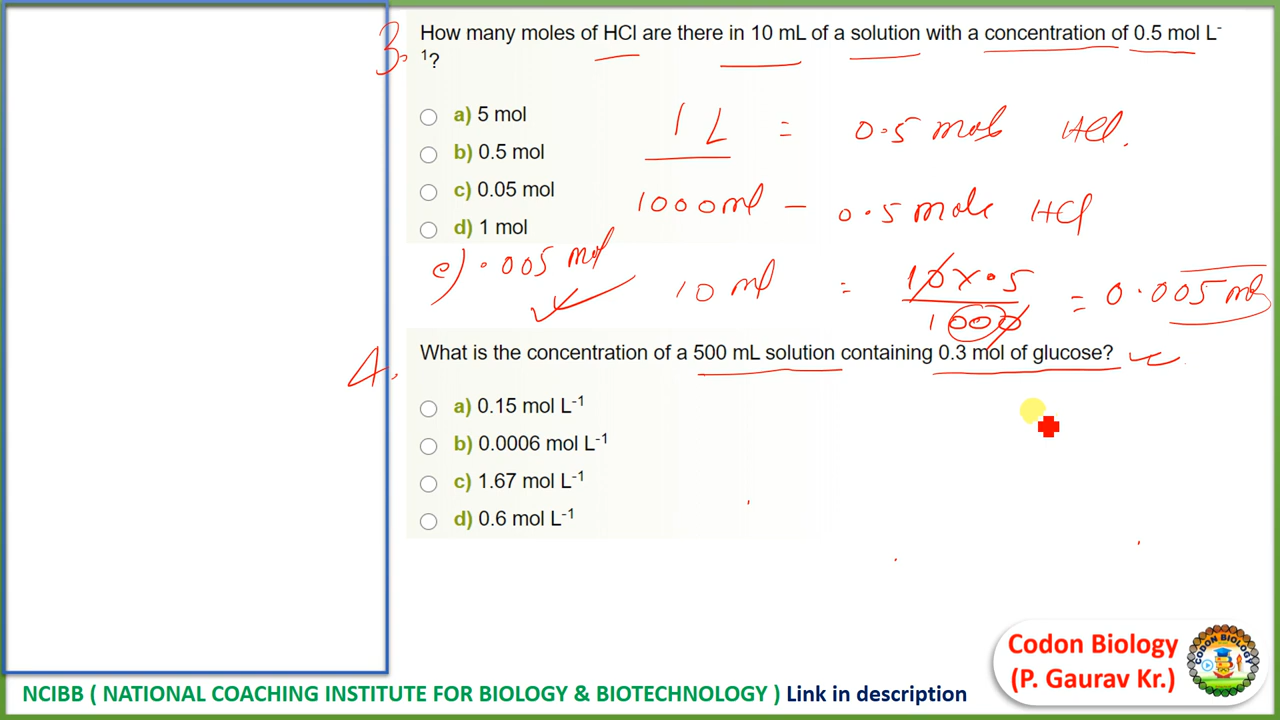 3.
How many moles of HCl are there in 10 mL of a solution with a concentration of 0.5 mol L-
1?
a) 5 mol
b) 0.5 mol
c) 0.05 mol
d) 1 mol
e) .005 mol
1 L = 0.5 mol HCl.
1000 ml - 0.5 mole HCl
10 ml = 10 x .5 / 1000 = 0.005 mol
4.
What is the concentration of a 500 mL solution containing 0.3 mol of glucose?
a) 0.15 mol L-1
b) 0.0006 mol L-1
c) 1.67 mol L-1
d) 0.6 mol L-1
Codon Biology
(P. Gaurav Kr.)
CODON BIOLOGY
NCIBB ( NATIONAL COACHING INSTITUTE FOR BIOLOGY & BIOTECHNOLOGY ) Link in description